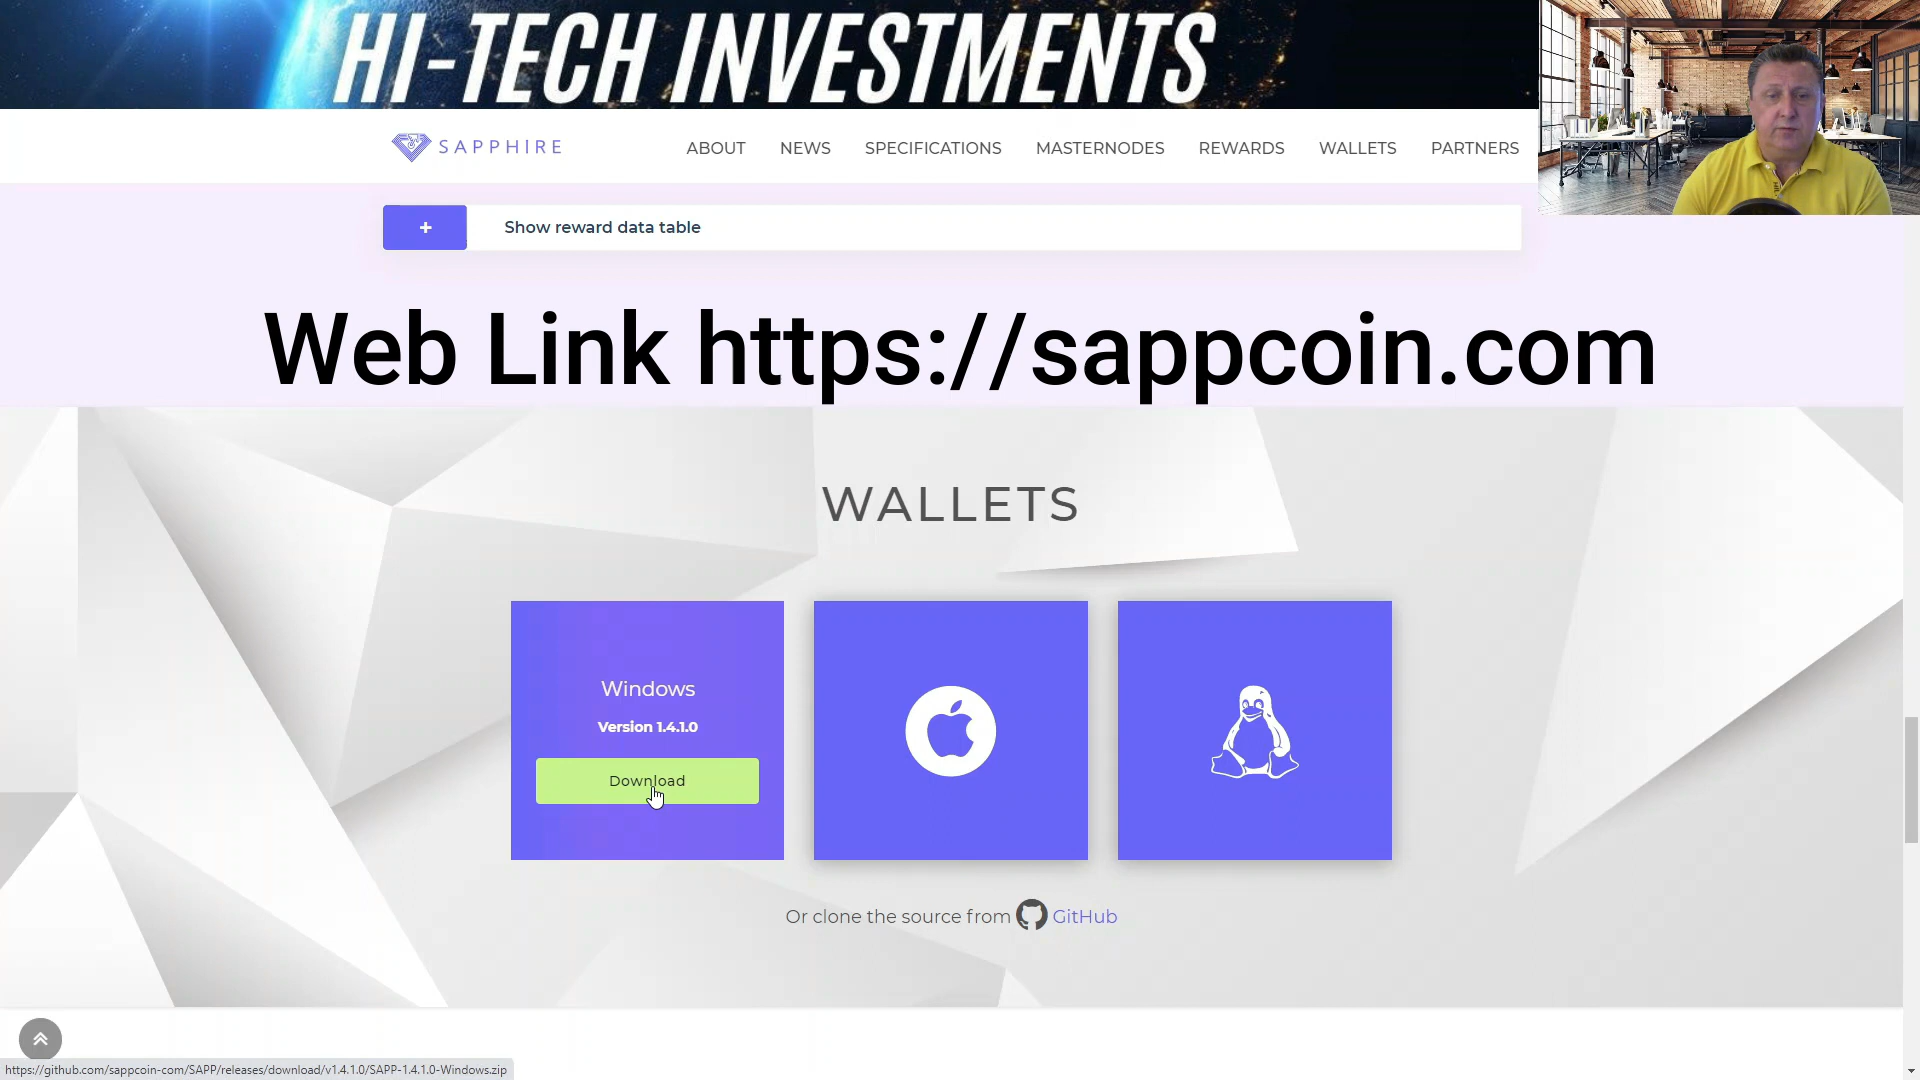 HI-TECH INVESTMENTS
SAPPHIRE
ABOUT NEWS SPECIFICATIONS MASTERNODES REWARDS WALLETS PARTNERS
+ Show reward data table
Web Link https://sappcoin.com
WALLETS
Windows
Version 1.4.1.0
Download
Or clone the source from GitHub
https://github.com/sappcoin-com/SAPP/releases/download/v1.4.1.0/SAPP-1.4.1.0-Windows.zip